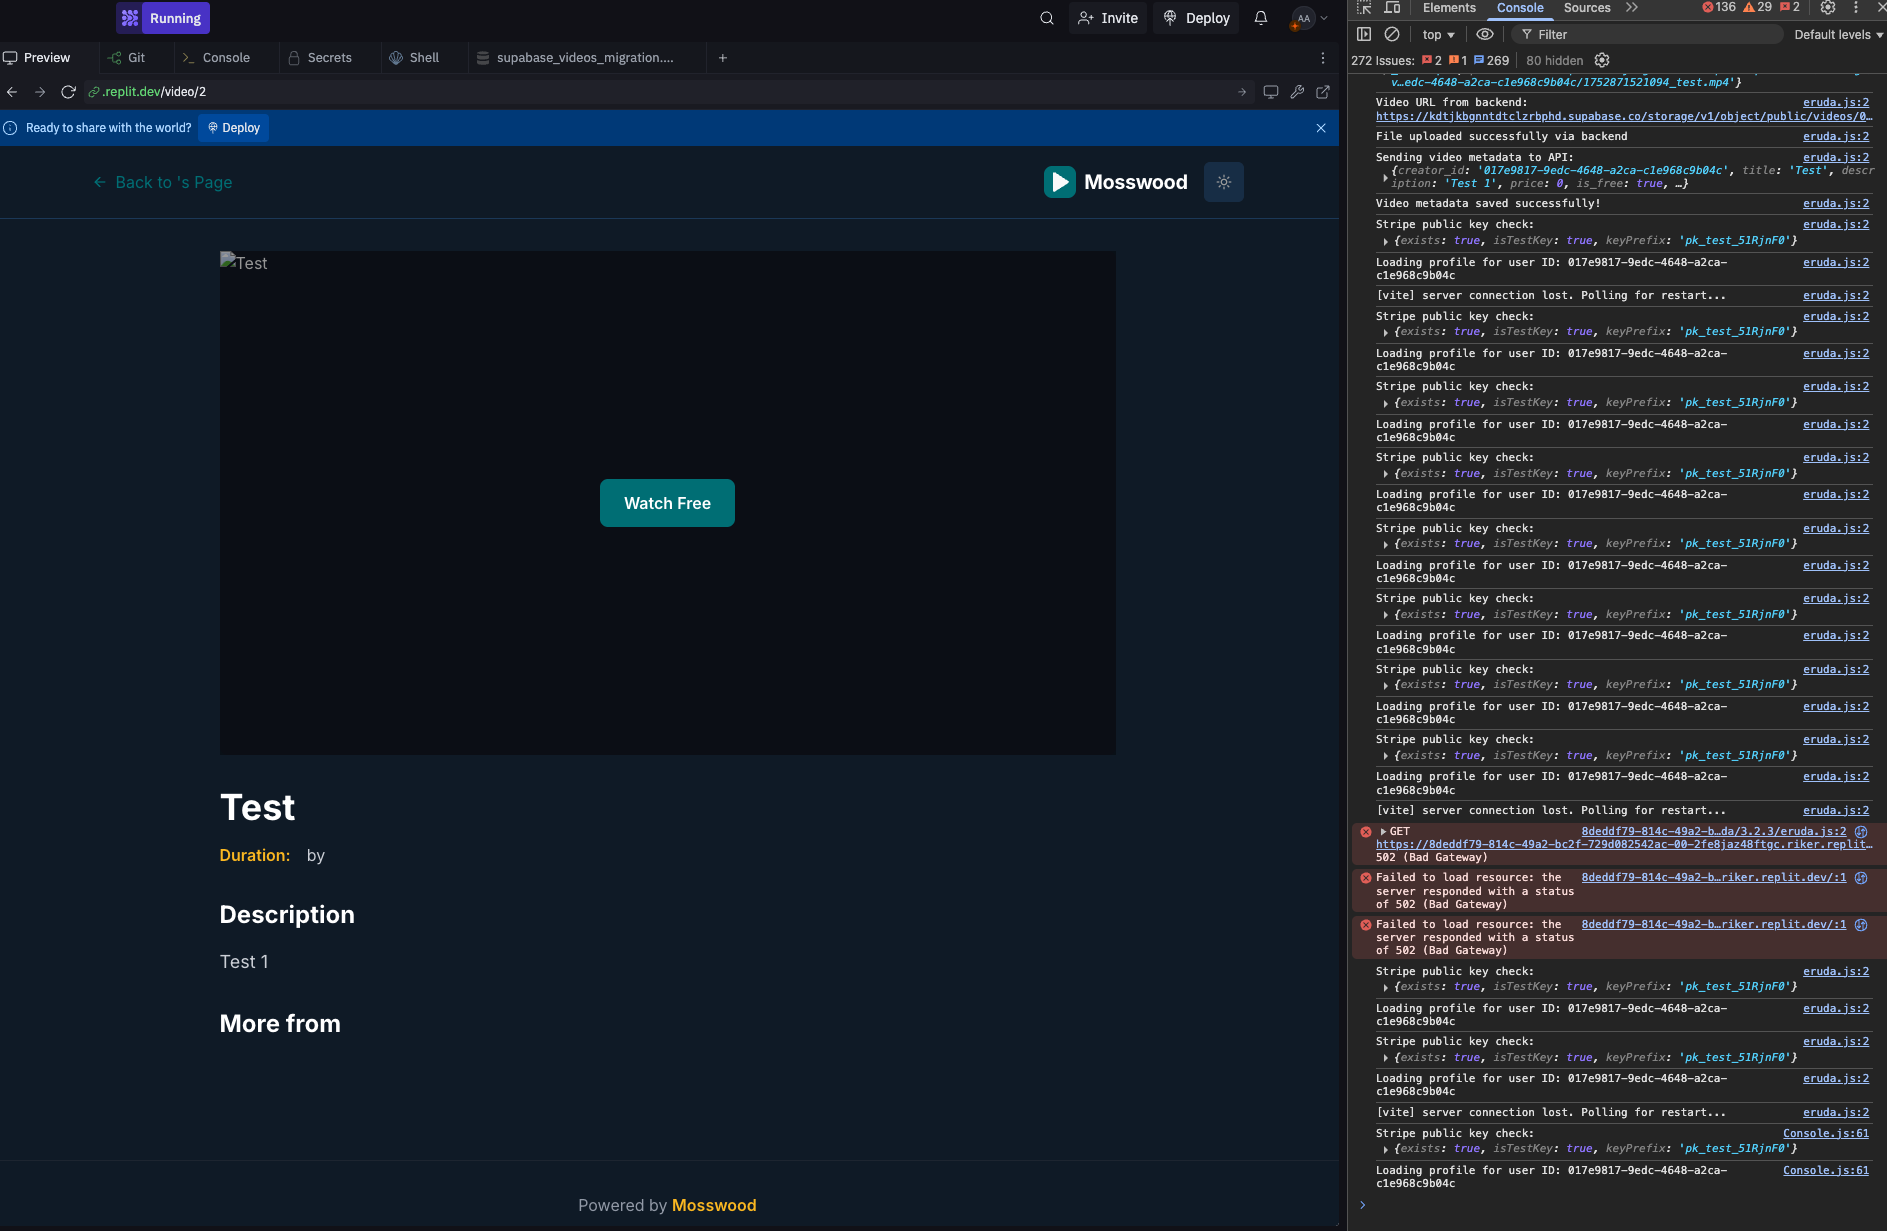 Running
Invite
Deploy
AA
Preview
Git
Console
Secrets
Shell
supabase_videos_migration....
.replit.dev/video/2
Ready to share with the world?
Deploy
Back to 's Page
Mosswood
Test
Watch Free
Test
Duration: by
Description
Test 1
More from
Powered by Mosswood
Elements
Console
Sources
136
29
2
top
Filter
Default levels
272 Issues: 2 1 269
80 hidden
v…edc-4648-a2ca-c1e968c9b04c/1752871521094_test.mp4'}
Video URL from backend: eruda.js:2
https://kdtjkbgnntdtclzrbphd.supabase.co/storage/v1/object/public/videos/0…
File uploaded successfully via backend eruda.js:2
Sending video metadata to API: eruda.js:2
{creator_id: '017e9817-9edc-4648-a2ca-c1e968c9b04c', title: 'Test', descr
iption: 'Test 1', price: 0, is_free: true, …}
Video metadata saved successfully! eruda.js:2
Stripe public key check: eruda.js:2
{exists: true, isTestKey: true, keyPrefix: 'pk_test_51RjnF0'}
Loading profile for user ID: 017e9817-9edc-4648-a2ca- eruda.js:2
c1e968c9b04c
[vite] server connection lost. Polling for restart... eruda.js:2
Stripe public key check: eruda.js:2
{exists: true, isTestKey: true, keyPrefix: 'pk_test_51RjnF0'}
Loading profile for user ID: 017e9817-9edc-4648-a2ca- eruda.js:2
c1e968c9b04c
Stripe public key check: eruda.js:2
{exists: true, isTestKey: true, keyPrefix: 'pk_test_51RjnF0'}
Loading profile for user ID: 017e9817-9edc-4648-a2ca- eruda.js:2
c1e968c9b04c
Stripe public key check: eruda.js:2
{exists: true, isTestKey: true, keyPrefix: 'pk_test_51RjnF0'}
Loading profile for user ID: 017e9817-9edc-4648-a2ca- eruda.js:2
c1e968c9b04c
Stripe public key check: eruda.js:2
{exists: true, isTestKey: true, keyPrefix: 'pk_test_51RjnF0'}
Loading profile for user ID: 017e9817-9edc-4648-a2ca- eruda.js:2
c1e968c9b04c
Stripe public key check: eruda.js:2
{exists: true, isTestKey: true, keyPrefix: 'pk_test_51RjnF0'}
Loading profile for user ID: 017e9817-9edc-4648-a2ca- eruda.js:2
c1e968c9b04c
Stripe public key check: eruda.js:2
{exists: true, isTestKey: true, keyPrefix: 'pk_test_51RjnF0'}
Loading profile for user ID: 017e9817-9edc-4648-a2ca- eruda.js:2
c1e968c9b04c
Stripe public key check: eruda.js:2
{exists: true, isTestKey: true, keyPrefix: 'pk_test_51RjnF0'}
Loading profile for user ID: 017e9817-9edc-4648-a2ca- eruda.js:2
c1e968c9b04c
[vite] server connection lost. Polling for restart... eruda.js:2
GET 8deddf79-814c-49a2-b…da/3.2.3/eruda.js:2
https://8deddf79-814c-49a2-bc2f-729d082542ac-00-2fe8jaz48ftgc.riker.replit…
502 (Bad Gateway)
Failed to load resource: the 8deddf79-814c-49a2-b…riker.replit.dev/:1
server responded with a status
of 502 (Bad Gateway)
Failed to load resource: the 8deddf79-814c-49a2-b…riker.replit.dev/:1
server responded with a status
of 502 (Bad Gateway)
Stripe public key check: eruda.js:2
{exists: true, isTestKey: true, keyPrefix: 'pk_test_51RjnF0'}
Loading profile for user ID: 017e9817-9edc-4648-a2ca- eruda.js:2
c1e968c9b04c
Stripe public key check: eruda.js:2
{exists: true, isTestKey: true, keyPrefix: 'pk_test_51RjnF0'}
Loading profile for user ID: 017e9817-9edc-4648-a2ca- eruda.js:2
c1e968c9b04c
[vite] server connection lost. Polling for restart... eruda.js:2
Stripe public key check: Console.js:61
{exists: true, isTestKey: true, keyPrefix: 'pk_test_51RjnF0'}
Loading profile for user ID: 017e9817-9edc-4648-a2ca- Console.js:61
c1e968c9b04c